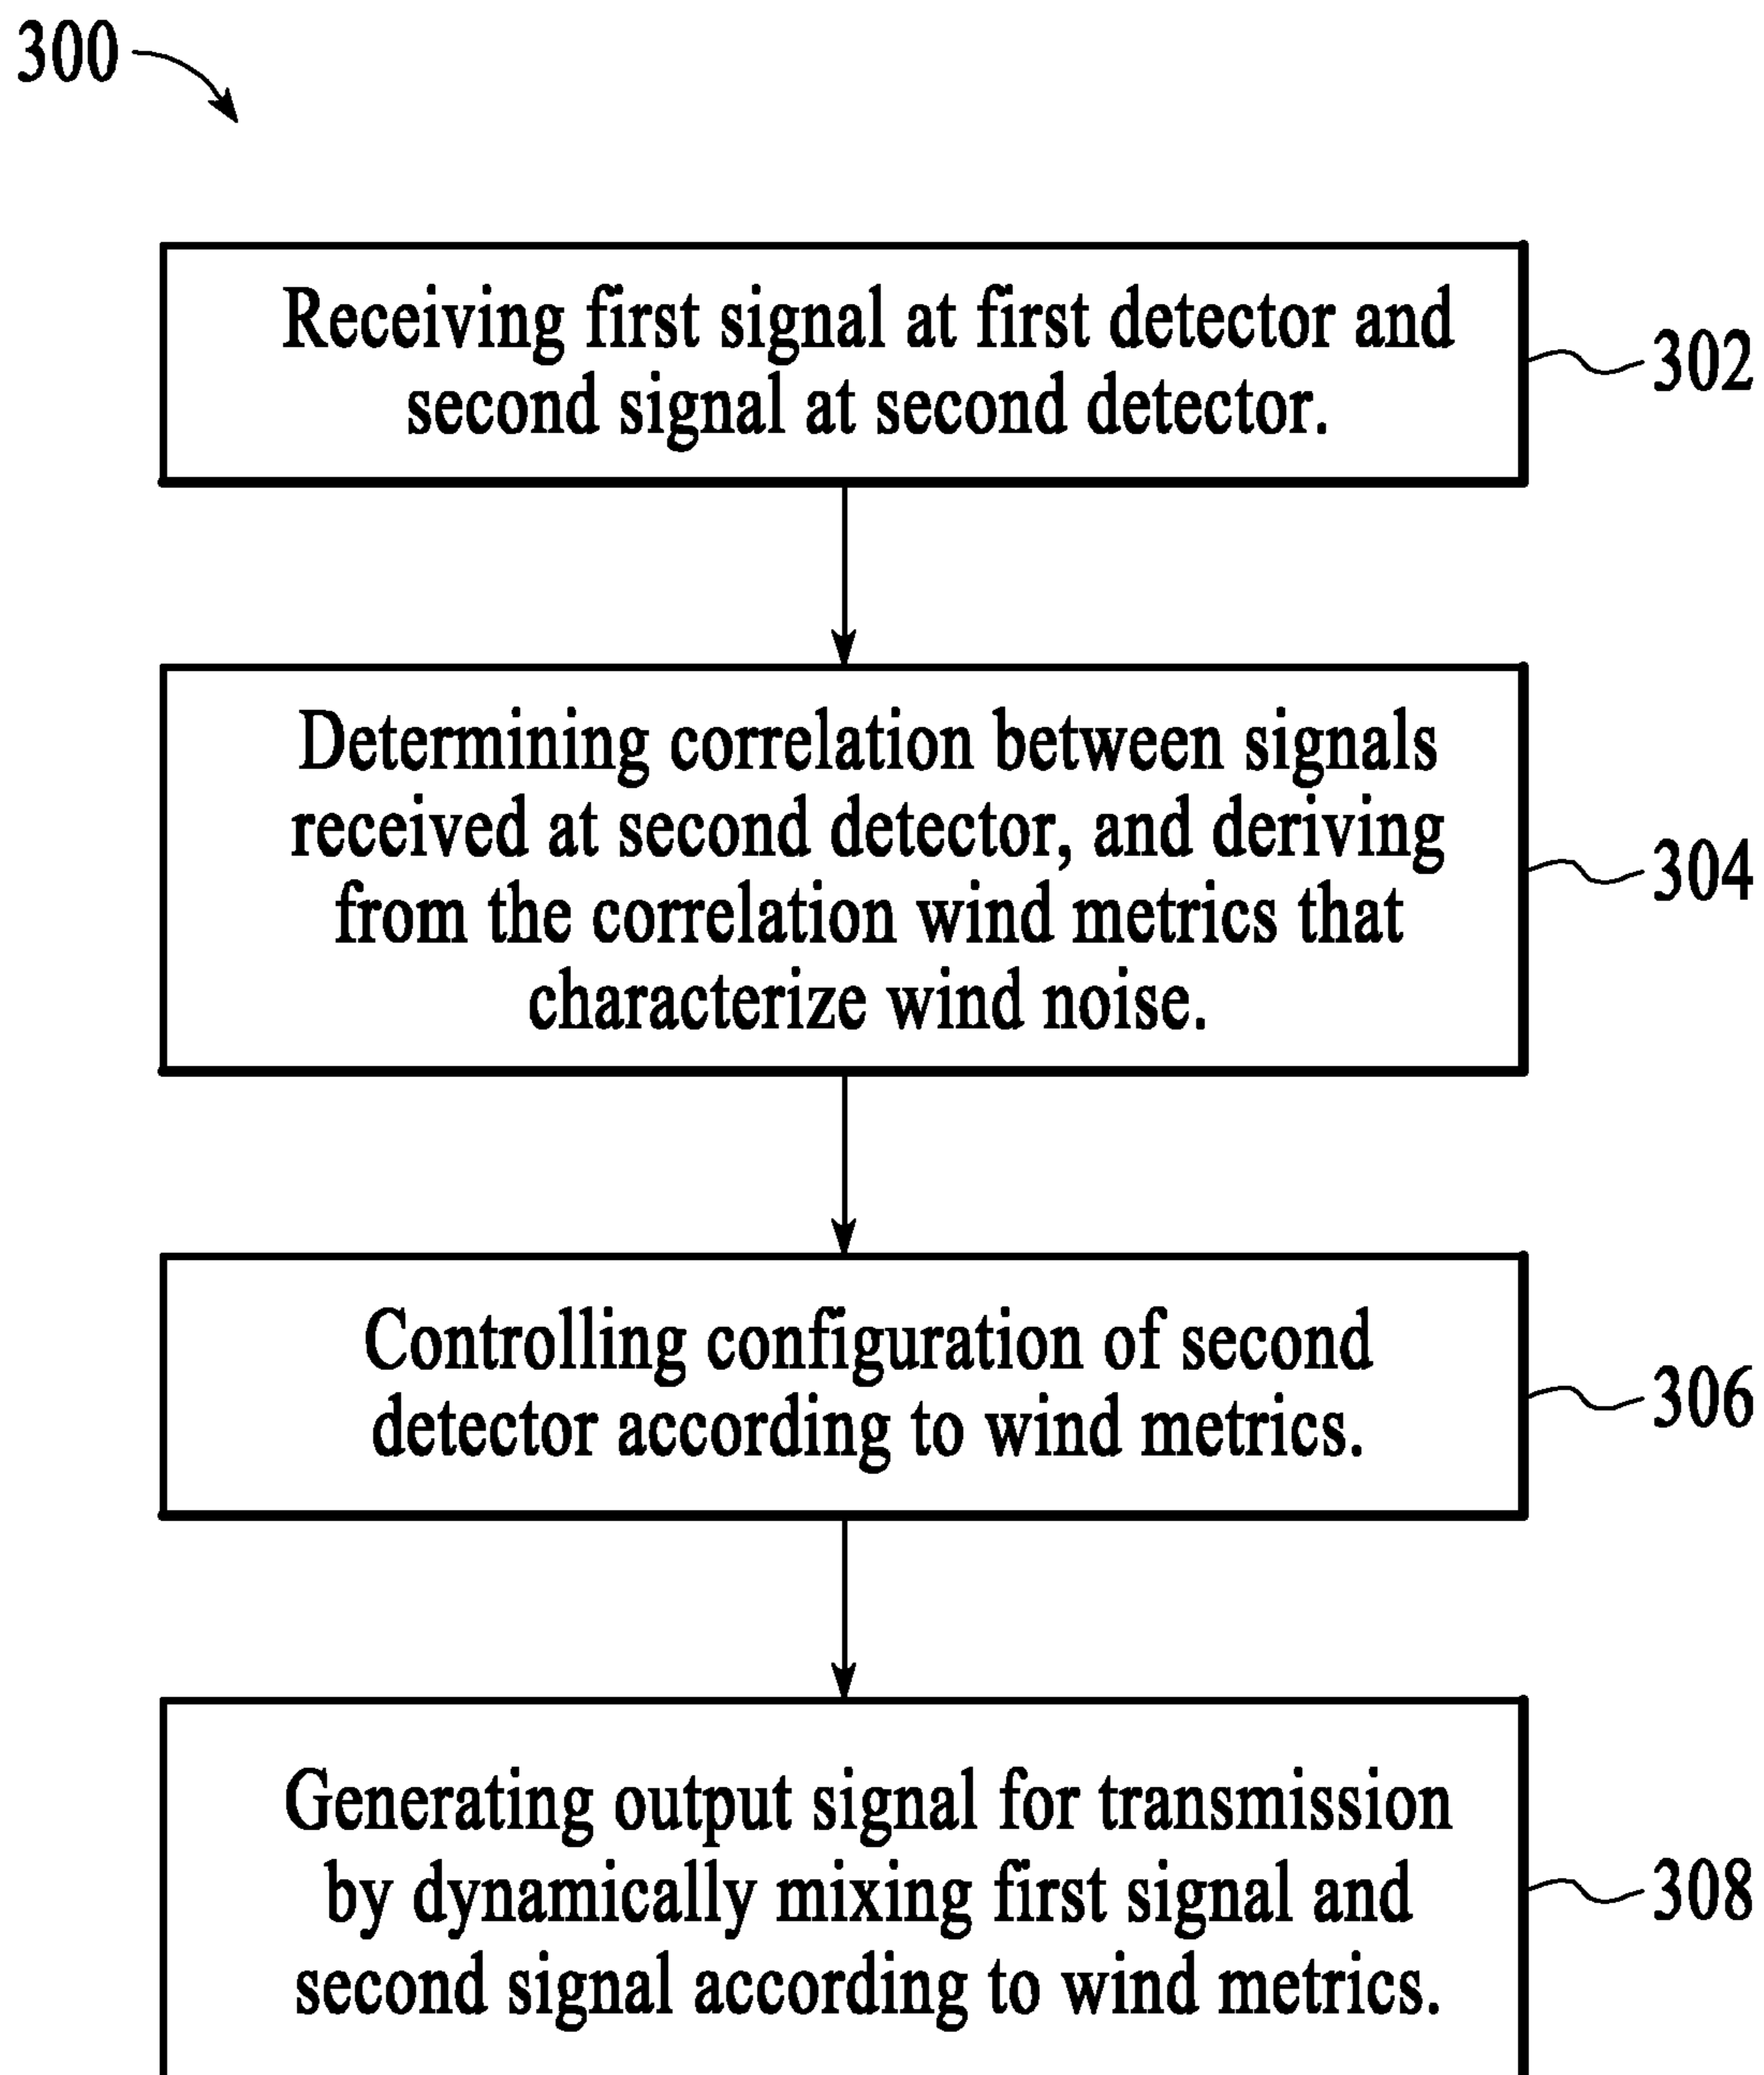 300
Receiving first signal at first detector and
second signal at second detector.
302
Determining correlation between signals
received at second detector, and deriving
from the correlation wind metrics that
characterize wind noise.
304
Controlling configuration of second
detector according to wind metrics.
306
Generating output signal for transmission
by dynamically mixing first signal and
second signal according to wind metrics.
308